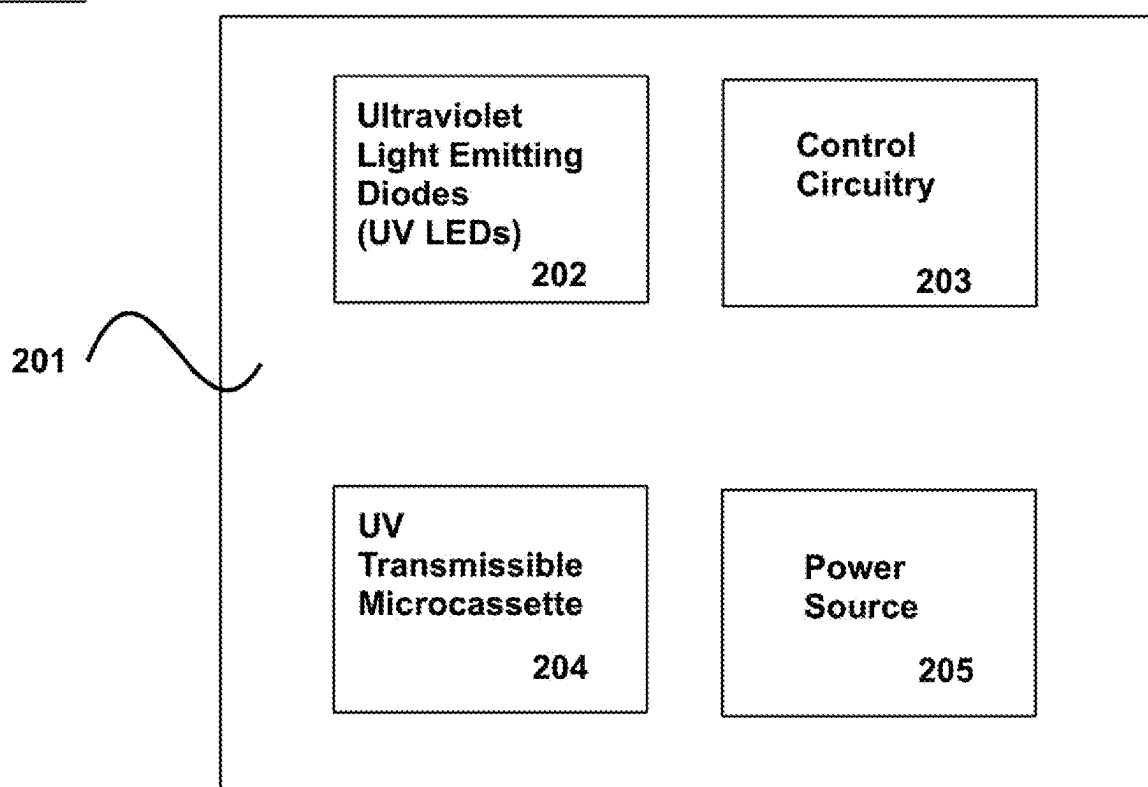 Ultraviolet
Light Emitting
Diodes
(UV LEDs)
202
Control
Circuitry
203
201
UV
Transmissible
Microcassette
204
Power
Source
205